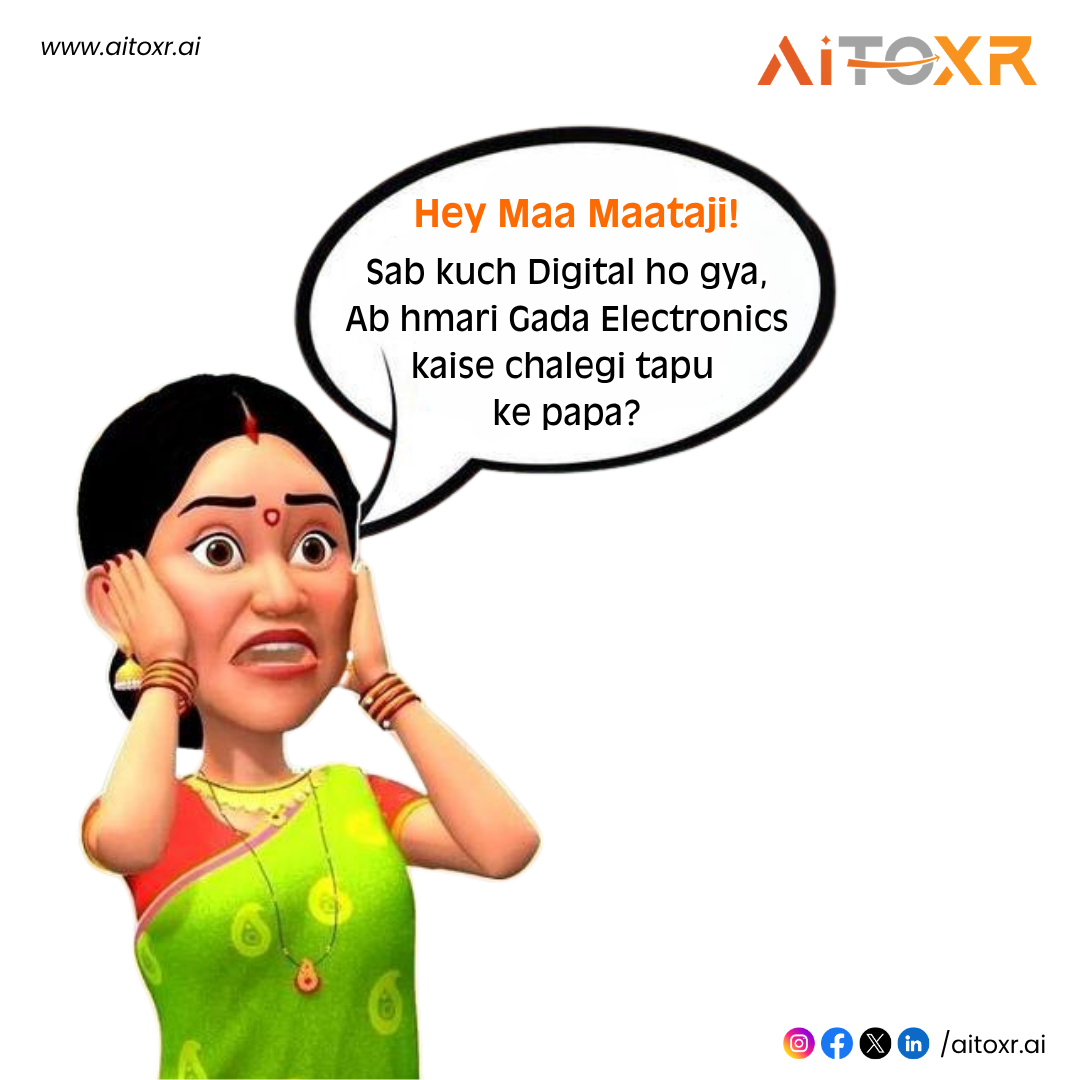 www.aitoxr.ai
AiTOXR
Hey Maa Maataji!
Sab kuch Digital ho gya,
Ab hmari Gada Electronics
kaise chalegi tapu
ke papa?
/aitoxr.ai